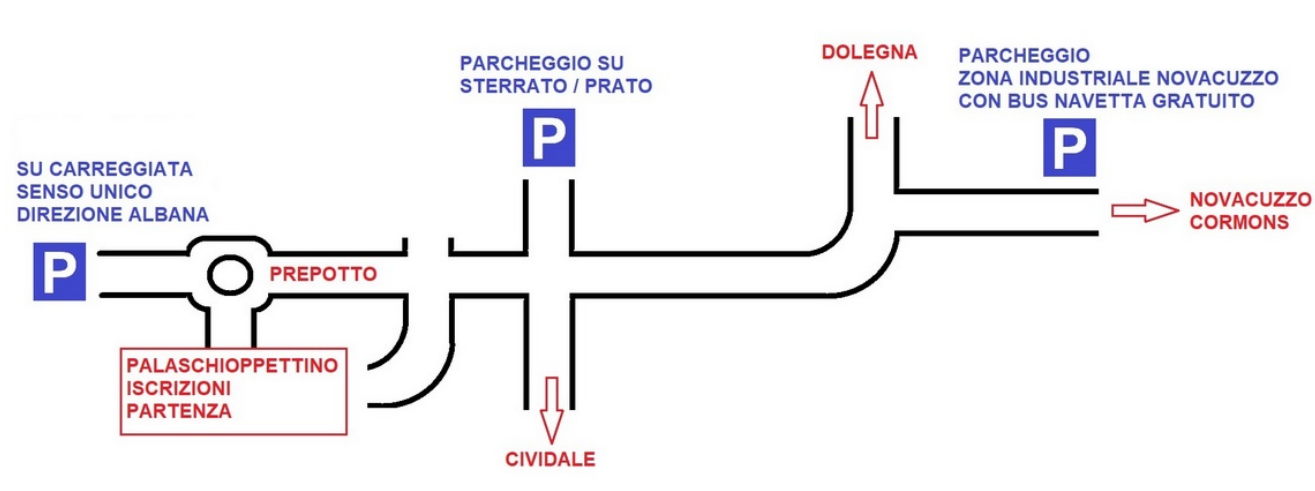 DOLEGNA
PARCHEGGIO
ZONA INDUSTRIALE NOVACUZZO
CON BUS NAVETTA GRATUITO
P
PARCHEGGIO SU
STERRATO / PRATO
P
SU CARREGGIATA
SENSO UNICO
DIREZIONE ALBANA
P
NOVACUZZO
CORMONS
PREPOTTO
PALASCHIOPPETTINO
ISCRIZIONI
PARTENZA
CIVIDALE